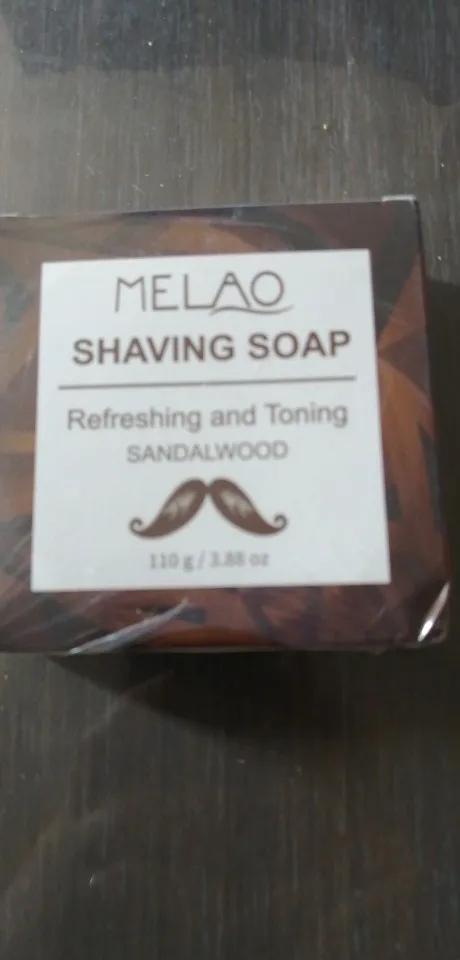 MELAO
SHAVING SOAP
Refreshing and Toning
SANDALWOOD
110 g / 3.88 oz